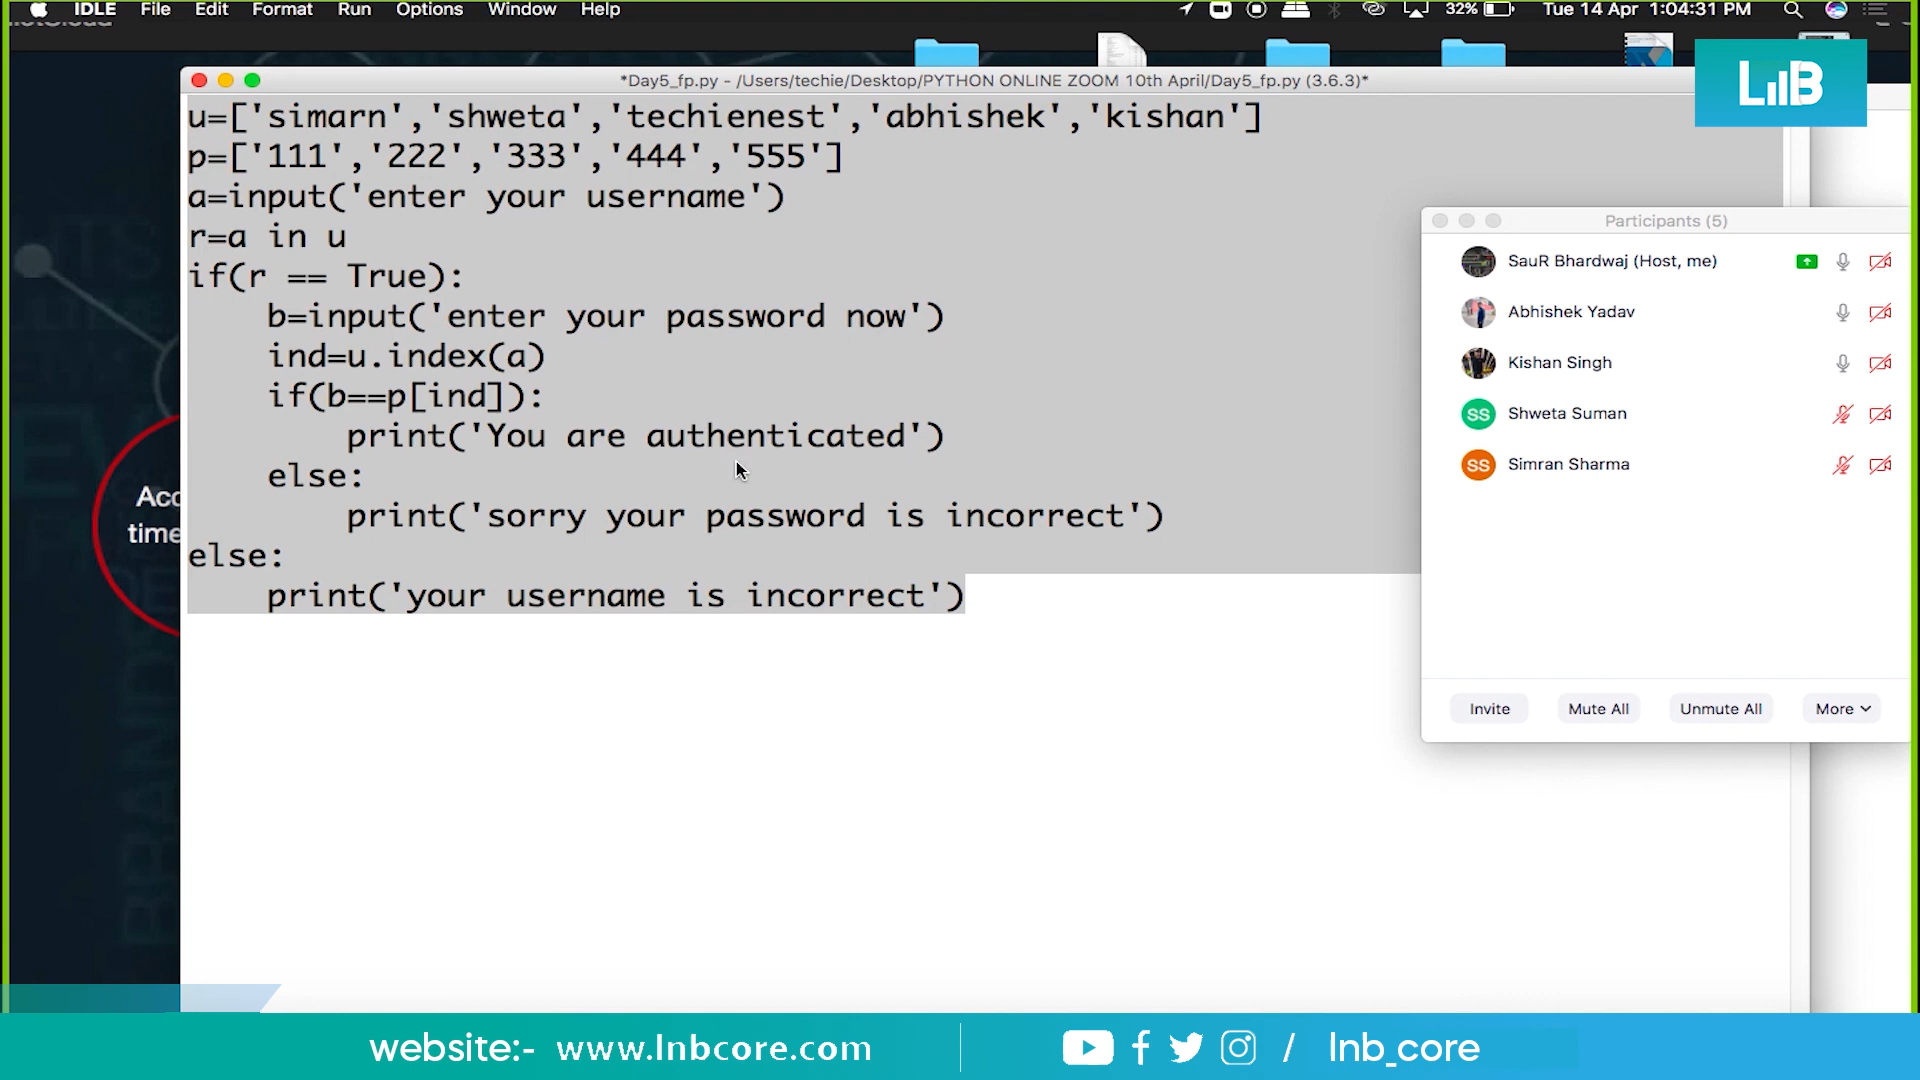 IDLE File Edit Format Run Options Window Help
32% Tue 14 Apr 1:04:31 PM
*Day5_fp.py - /Users/techie/Desktop/PYTHON ONLINE ZOOM 10th April/Day5_fp.py (3.6.3)*
LNB
u=['simarn','shweta','techienest','abhishek','kishan']
p=['111','222','333','444','555']
a=input('enter your username')
r=a in u
if(r == True):
    b=input('enter your password now')
    ind=u.index(a)
    if(b==p[ind]):
        print('You are authenticated')
    else:
        print('sorry your password is incorrect')
else:
    print('your username is incorrect')
Participants (5)
SauR Bhardwaj (Host, me)
Abhishek Yadav
Kishan Singh
SS Shweta Suman
SS Simran Sharma
Invite Mute All Unmute All More
Acc
time
website:- www.lnbcore.com
/ lnb_core